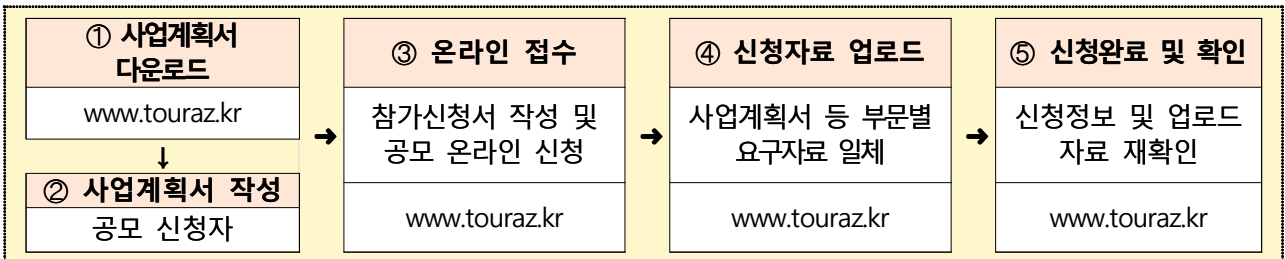 ① 사업계획서
다운로드
www.touraz.kr
↓
② 사업계획서 작성
공모 신청자
➜
③ 온라인 접수
참가신청서 작성 및
공모 온라인 신청
www.touraz.kr
➜
④ 신청자료 업로드
사업계획서 등 부문별
요구자료 일체
www.touraz.kr
➜
⑤ 신청완료 및 확인
신청정보 및 업로드
자료 재확인
www.touraz.kr